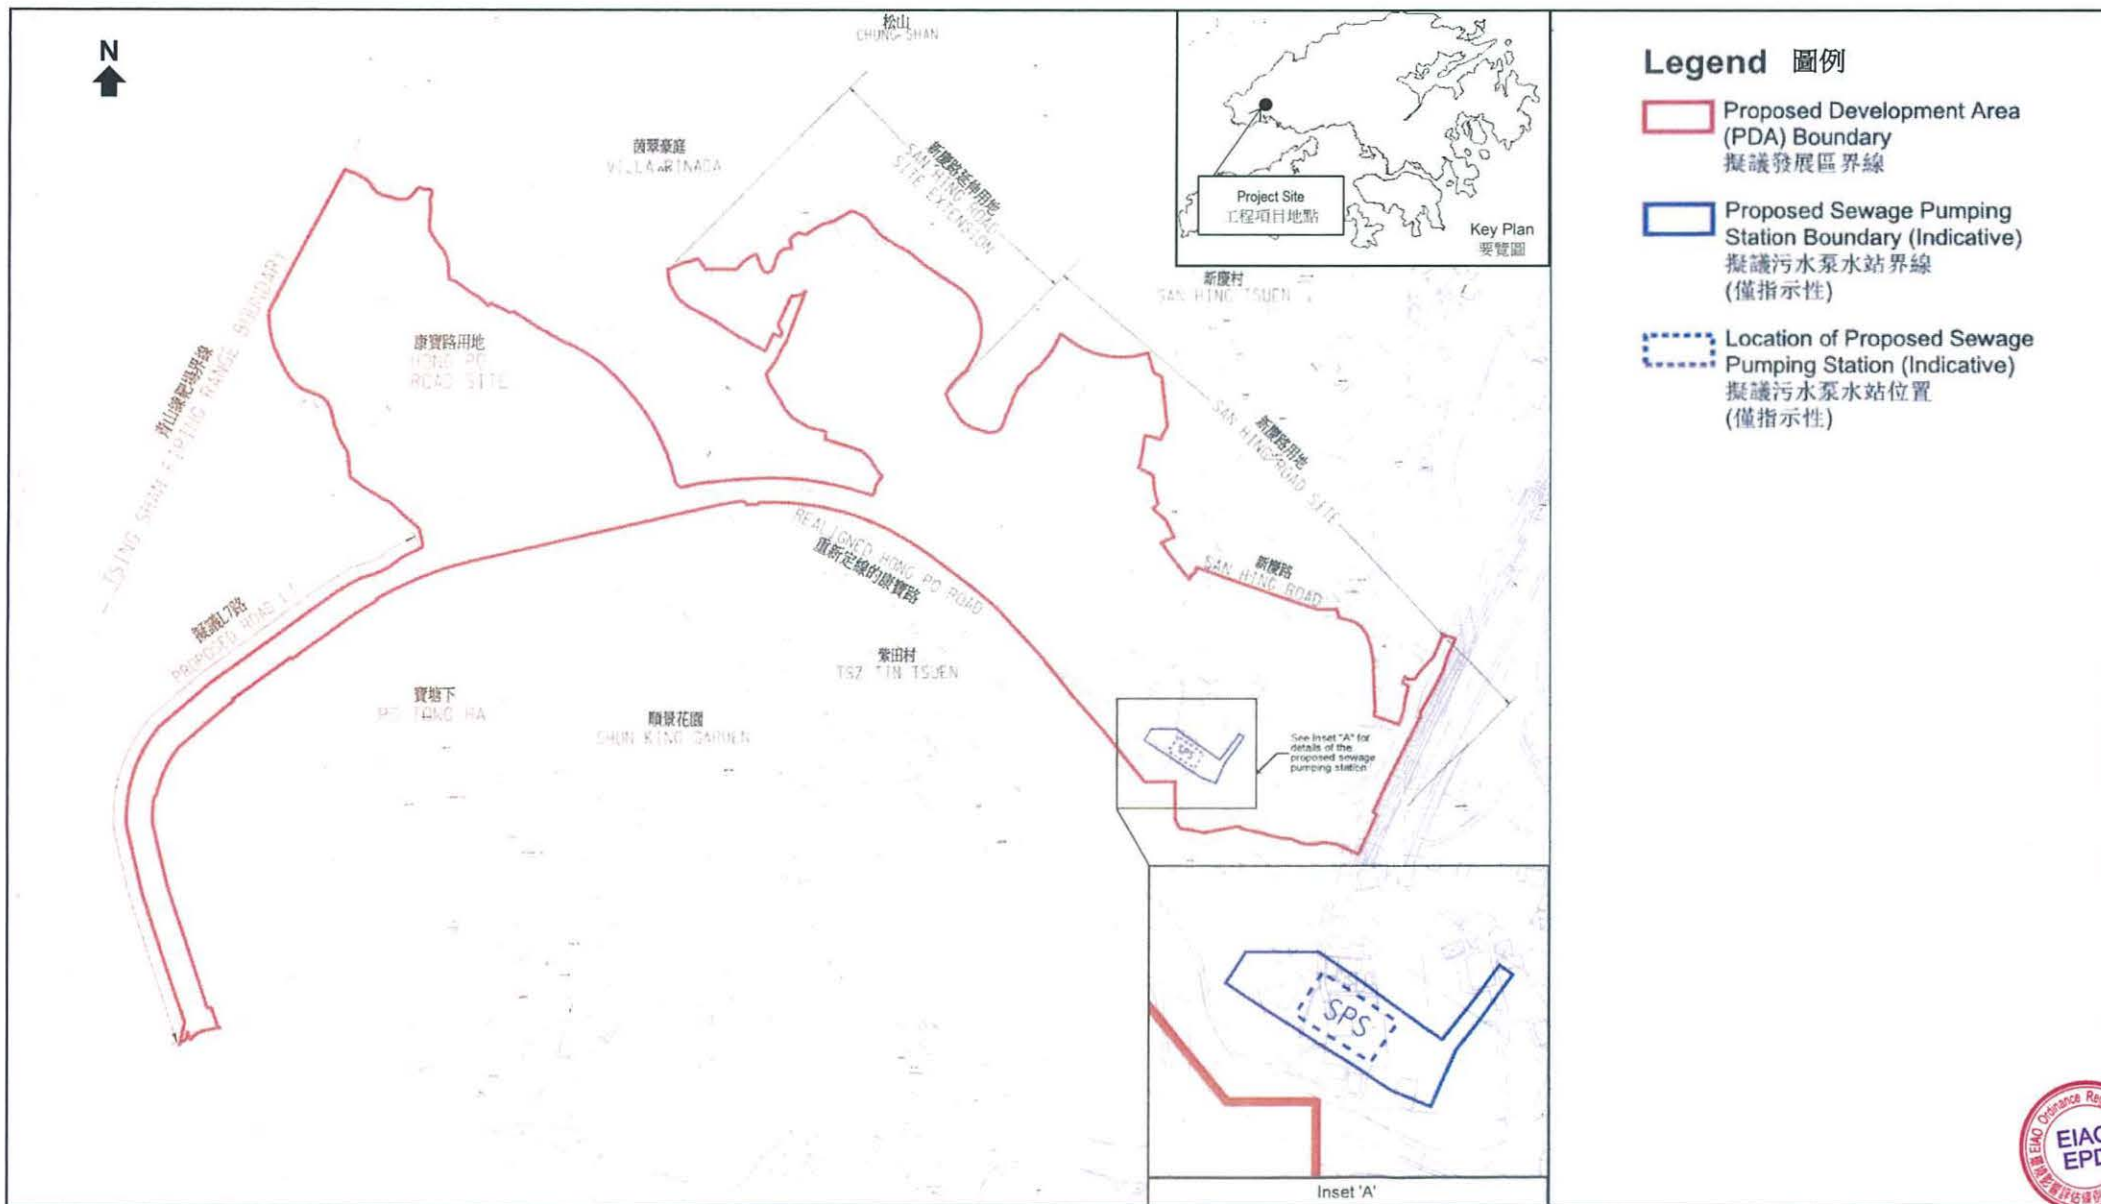 N
松山
CHUNG SHAN
茵翠豪庭
VILLA PINADA
新慶路延伸用地
SAN HING ROAD
SITE EXTENSION
Project Site
工程項目地點
Key Plan
要覽圖
新慶村
SAN HING TSUEN
康寶路用地
HONG PO
ROAD SITE
青山練靶場界線
TSING SHAN FIRING RANGE BOUNDARY
新慶路用地
SAN HING ROAD SITE
REALIGNED HONG PO ROAD
重新定線的康寶路
新慶路
SAN HING ROAD
擬議L7路
PROPOSED ROAD L7
紫田村
TSZ TIN TSUEN
寶塘下
PO TANG HA
順景花園
SHUN KING GARDEN
SPS
See Inset "A" for
details of the
proposed sewage
pumping station
SPS
Inset 'A'
Legend 圖例
Proposed Development Area
(PDA) Boundary
擬議發展區界線
Proposed Sewage Pumping
Station Boundary (Indicative)
擬議污水泵水站界線
(僅指示性)
Location of Proposed Sewage
Pumping Station (Indicative)
擬議污水泵水站位置
(僅指示性)
EIAO Ordinance Reg
EIAO
EPD